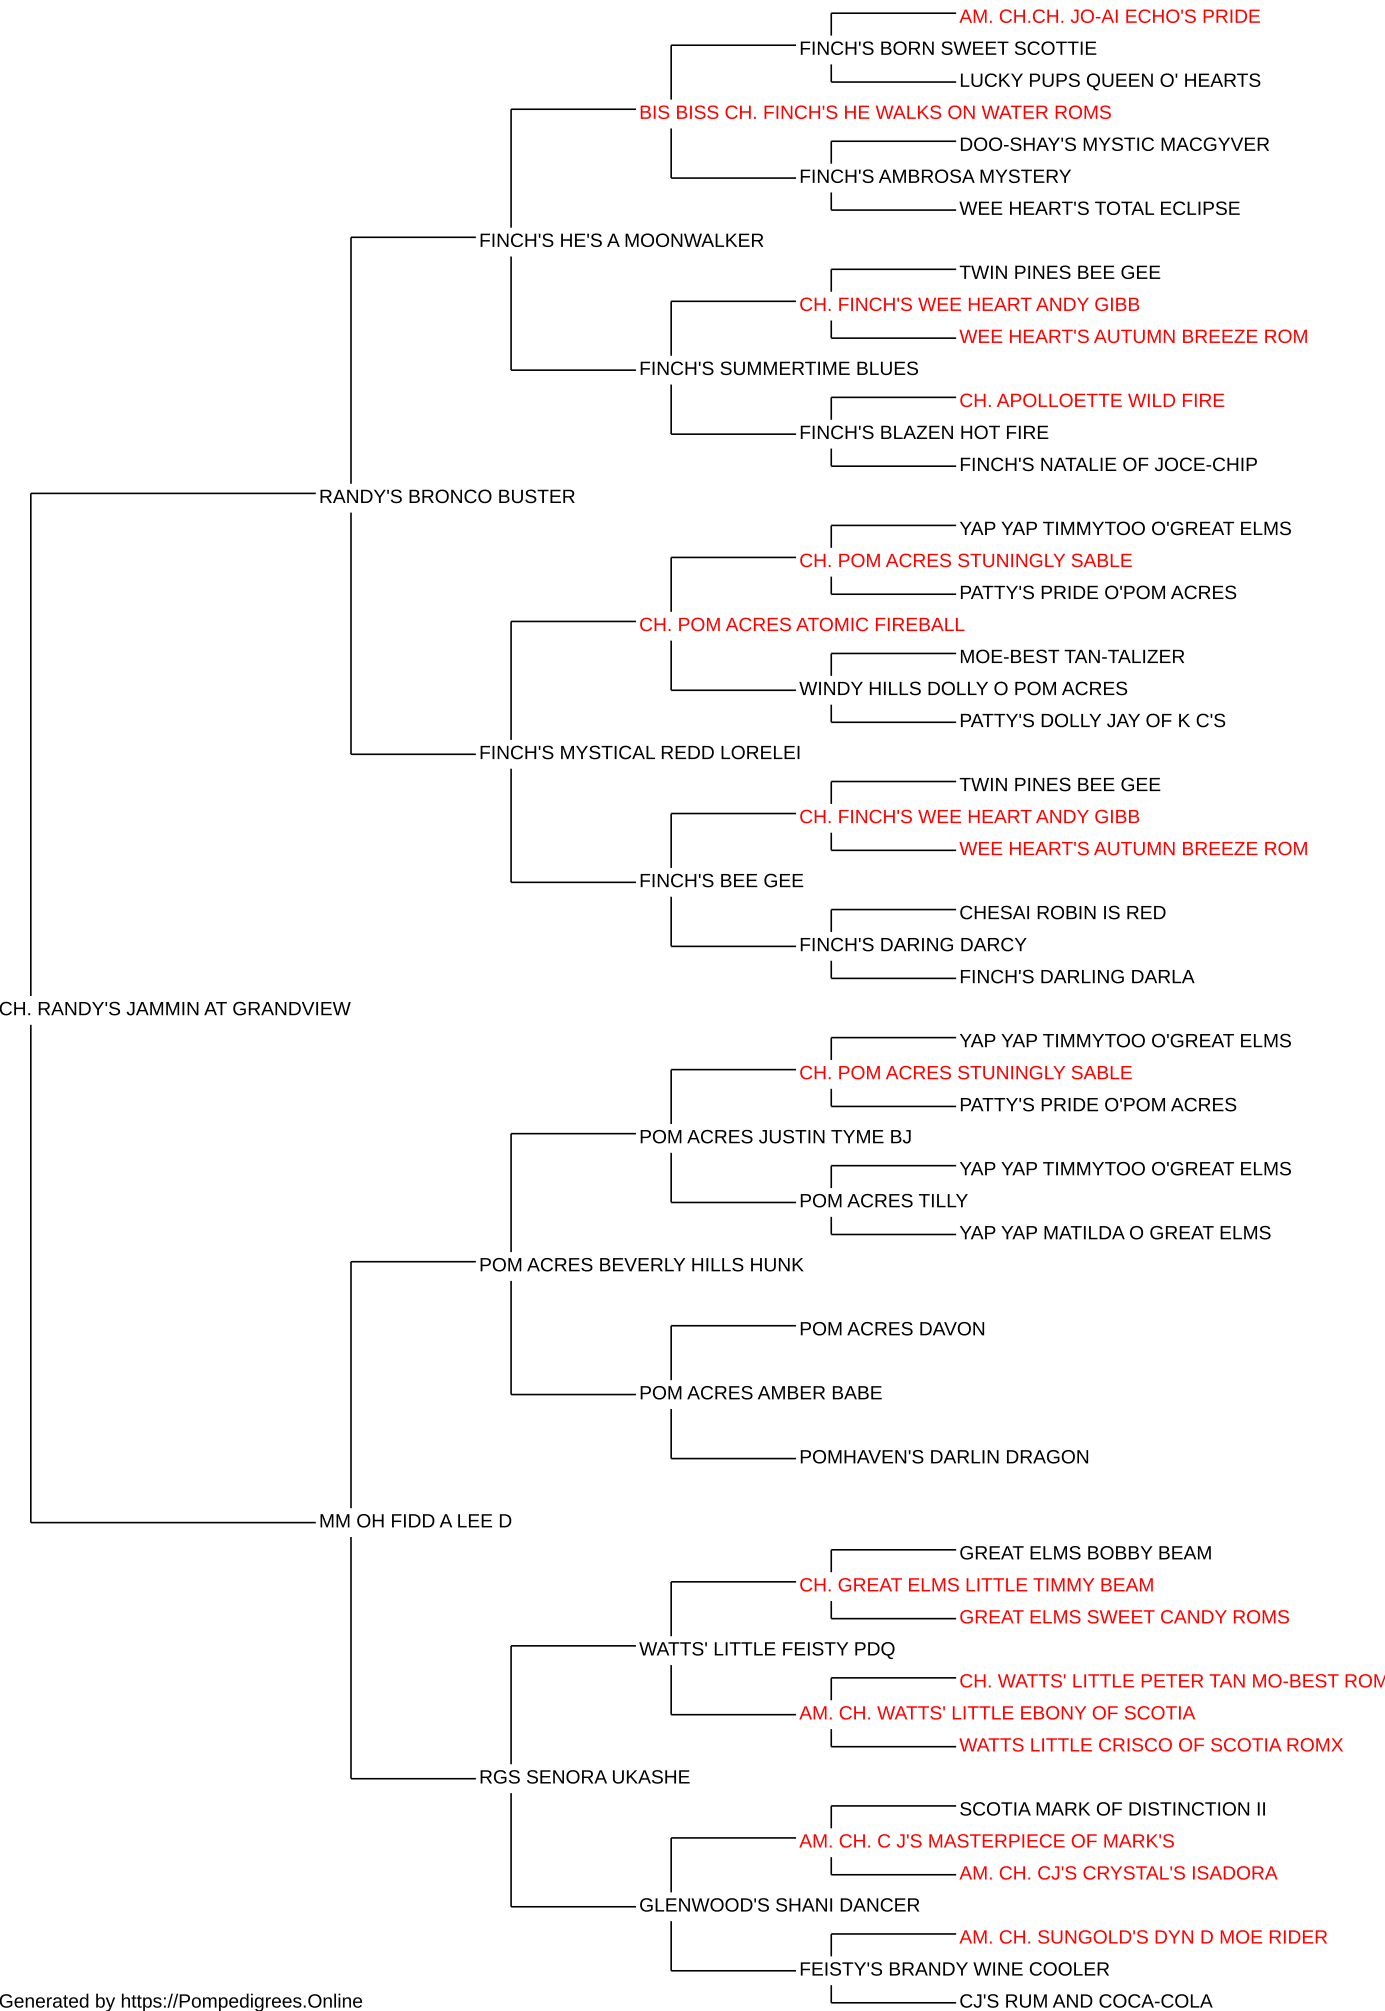 AM. CH.CH. JO-AI ECHO'S PRIDE
FINCH'S BORN SWEET SCOTTIE
LUCKY PUPS QUEEN O' HEARTS
BIS BISS CH. FINCH'S HE WALKS ON WATER ROMS
DOO-SHAY'S MYSTIC MACGYVER
FINCH'S AMBROSA MYSTERY
WEE HEART'S TOTAL ECLIPSE
FINCH'S HE'S A MOONWALKER
TWIN PINES BEE GEE
CH. FINCH'S WEE HEART ANDY GIBB
WEE HEART'S AUTUMN BREEZE ROM
FINCH'S SUMMERTIME BLUES
CH. APOLLOETTE WILD FIRE
FINCH'S BLAZEN HOT FIRE
FINCH'S NATALIE OF JOCE-CHIP
RANDY'S BRONCO BUSTER
YAP YAP TIMMYTOO O'GREAT ELMS
CH. POM ACRES STUNINGLY SABLE
PATTY'S PRIDE O'POM ACRES
CH. POM ACRES ATOMIC FIREBALL
MOE-BEST TAN-TALIZER
WINDY HILLS DOLLY O POM ACRES
PATTY'S DOLLY JAY OF K C'S
FINCH'S MYSTICAL REDD LORELEI
TWIN PINES BEE GEE
CH. FINCH'S WEE HEART ANDY GIBB
WEE HEART'S AUTUMN BREEZE ROM
FINCH'S BEE GEE
CHESAI ROBIN IS RED
FINCH'S DARING DARCY
FINCH'S DARLING DARLA
CH. RANDY'S JAMMIN AT GRANDVIEW
YAP YAP TIMMYTOO O'GREAT ELMS
CH. POM ACRES STUNINGLY SABLE
PATTY'S PRIDE O'POM ACRES
POM ACRES JUSTIN TYME BJ
YAP YAP TIMMYTOO O'GREAT ELMS
POM ACRES TILLY
YAP YAP MATILDA O GREAT ELMS
POM ACRES BEVERLY HILLS HUNK
POM ACRES DAVON
POM ACRES AMBER BABE
POMHAVEN'S DARLIN DRAGON
MM OH FIDD A LEE D
GREAT ELMS BOBBY BEAM
CH. GREAT ELMS LITTLE TIMMY BEAM
GREAT ELMS SWEET CANDY ROMS
WATTS' LITTLE FEISTY PDQ
CH. WATTS' LITTLE PETER TAN MO-BEST ROM
AM. CH. WATTS' LITTLE EBONY OF SCOTIA
WATTS LITTLE CRISCO OF SCOTIA ROMX
RGS SENORA UKASHE
SCOTIA MARK OF DISTINCTION II
AM. CH. C J'S MASTERPIECE OF MARK'S
AM. CH. CJ'S CRYSTAL'S ISADORA
GLENWOOD'S SHANI DANCER
AM. CH. SUNGOLD'S DYN D MOE RIDER
FEISTY'S BRANDY WINE COOLER
CJ'S RUM AND COCA-COLA
Generated by https://Pompedigrees.Online